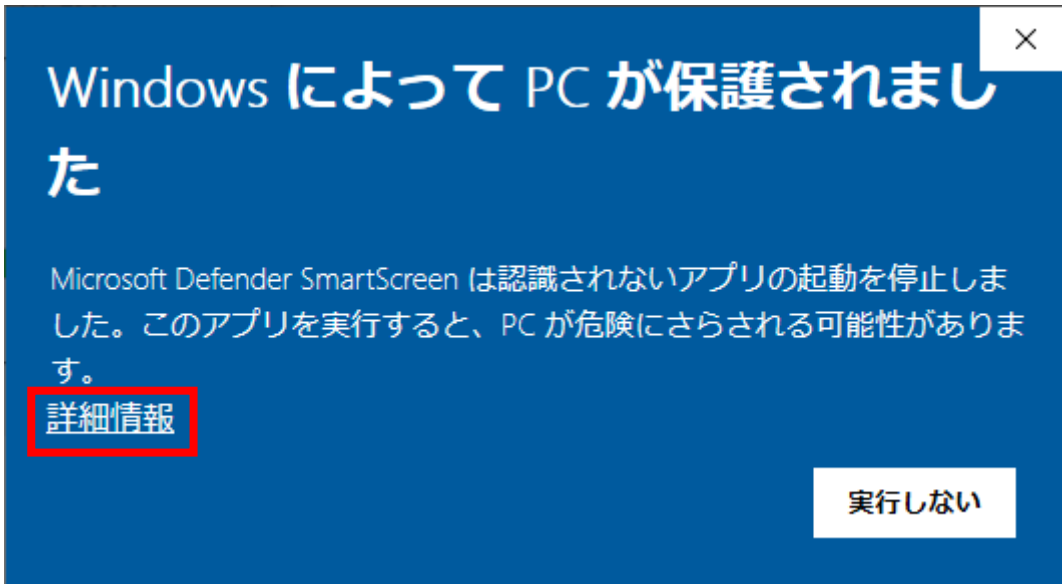 Windows によって PC が保護されまし
た
Microsoft Defender SmartScreen は認識されないアプリの起動を停止しま
した。このアプリを実行すると、PC が危険にさらされる可能性がありま
す。
詳細情報
実行しない